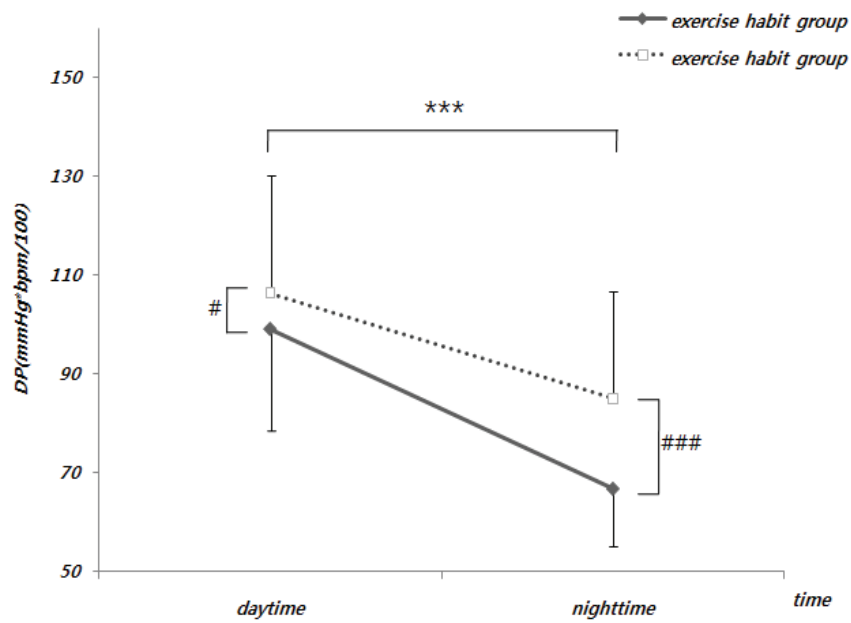 exercise habit group
exercise habit group
150
***
130
110
#
90
###
70
50
DP(mmHg*bpm/100)
daytime
nighttime
time